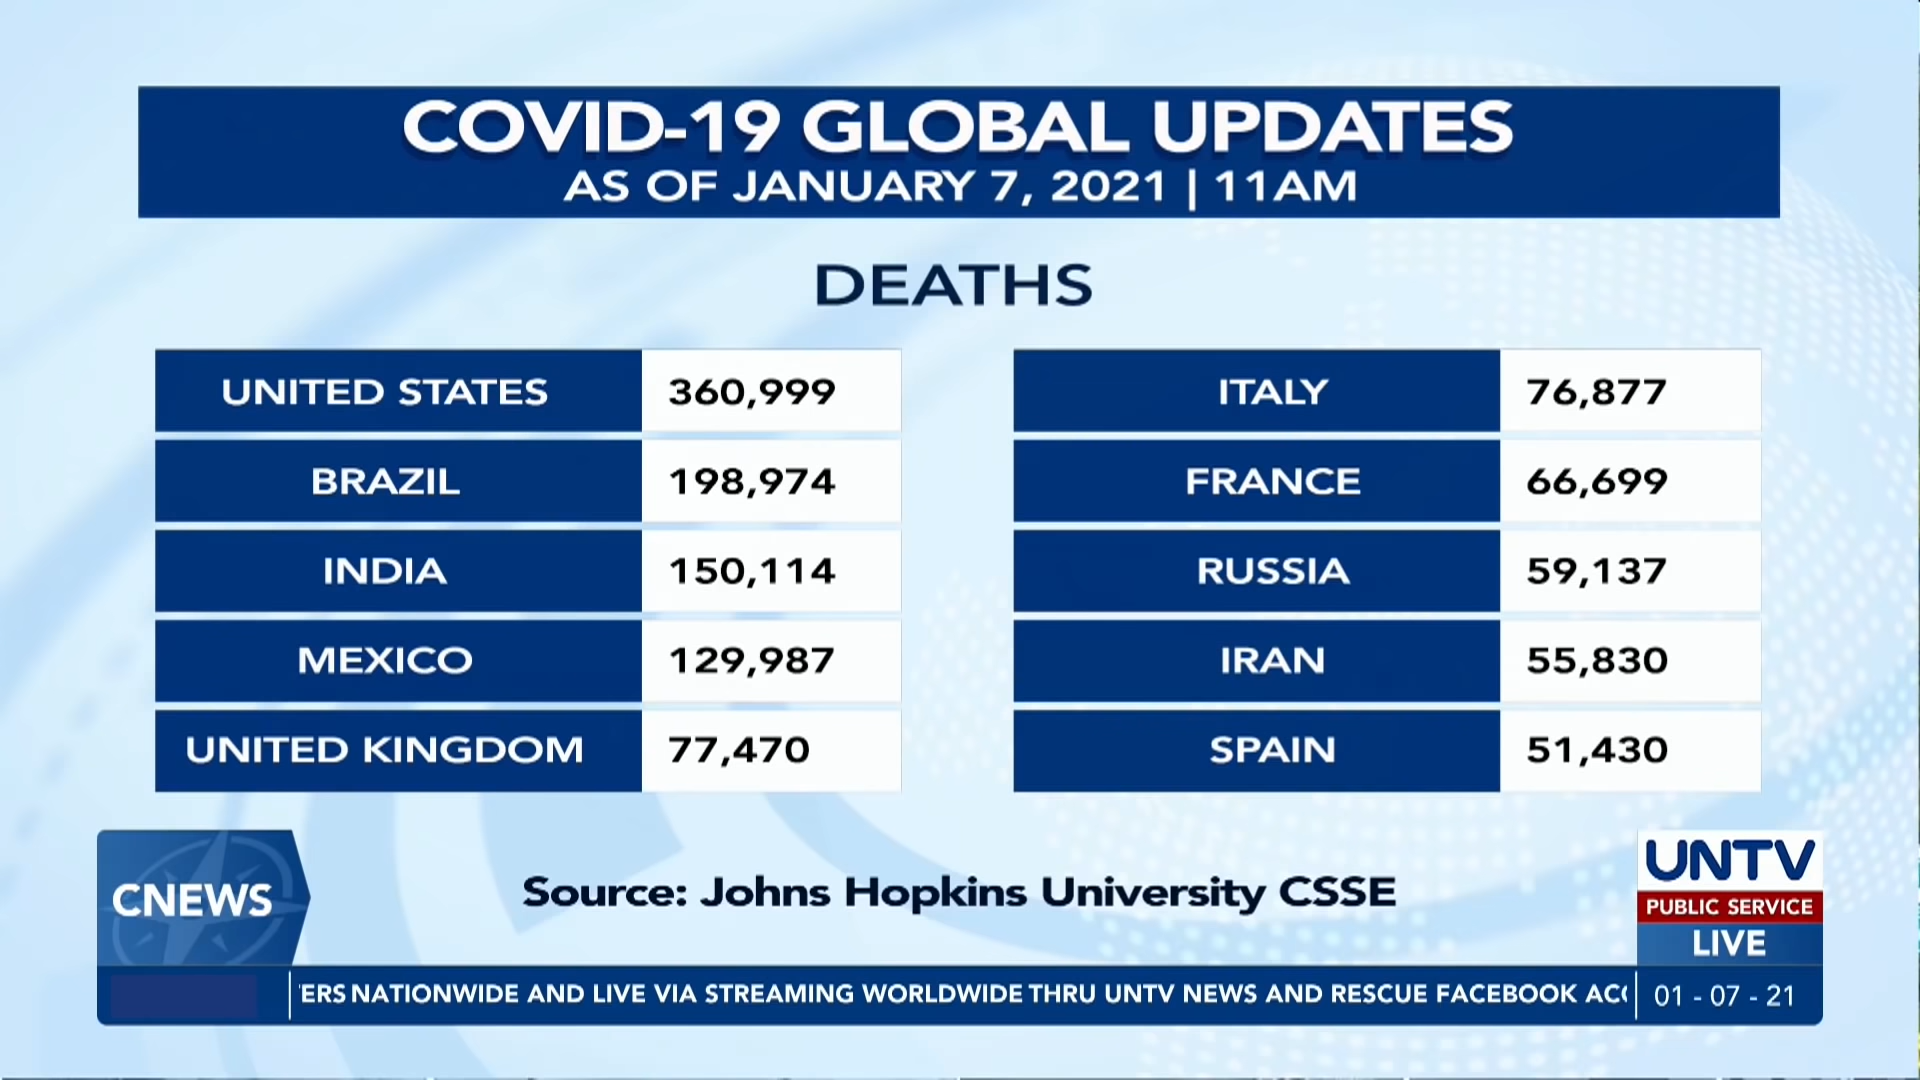 COVID-19 GLOBAL UPDATES
AS OF JANUARY 7, 2021 | 11AM
DEATHS
UNITED STATES 360,999
BRAZIL 198,974
INDIA 150,114
MEXICO 129,987
UNITED KINGDOM 77,470
ITALY 76,877
FRANCE 66,699
RUSSIA 59,137
IRAN 55,830
SPAIN 51,430
Source: Johns Hopkins University CSSE
CNEWS
UNTV
PUBLIC SERVICE
LIVE
NATIONWIDE AND LIVE VIA STREAMING WORLDWIDE THRU UNTV NEWS AND RESCUE FACEBOOK
01 - 07 - 21